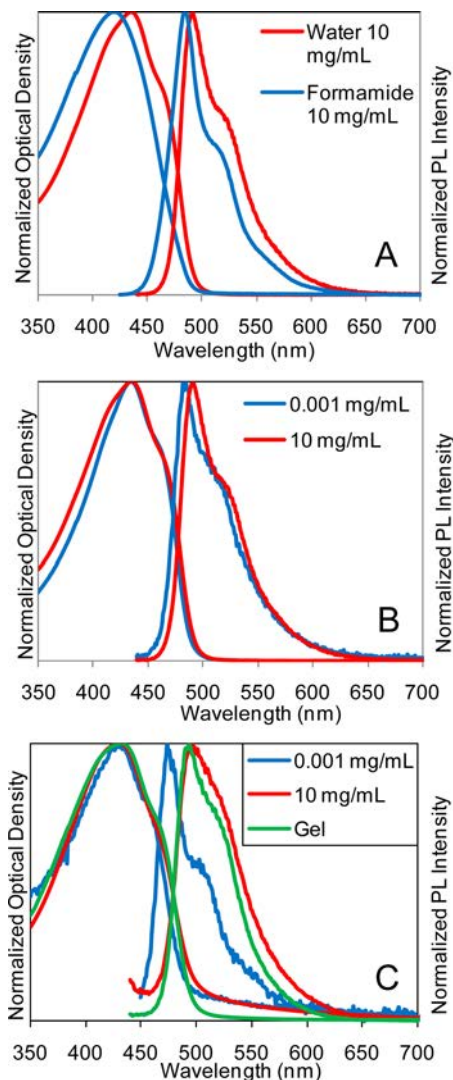 Normalized Optical Density
Normalized PL Intensity
Water 10
mg/mL
Formamide
10 mg/mL
A
350 400 450 500 550 600 650 700
Wavelength (nm)
Normalized Optical Density
Normalized PL Intensity
0.001 mg/mL
10 mg/mL
B
350 400 450 500 550 600 650 700
Wavelength (nm)
Normalized Optical Density
Normalized PL Intensity
0.001 mg/mL
10 mg/mL
Gel
C
350 400 450 500 550 600 650 700
Wavelength (nm)